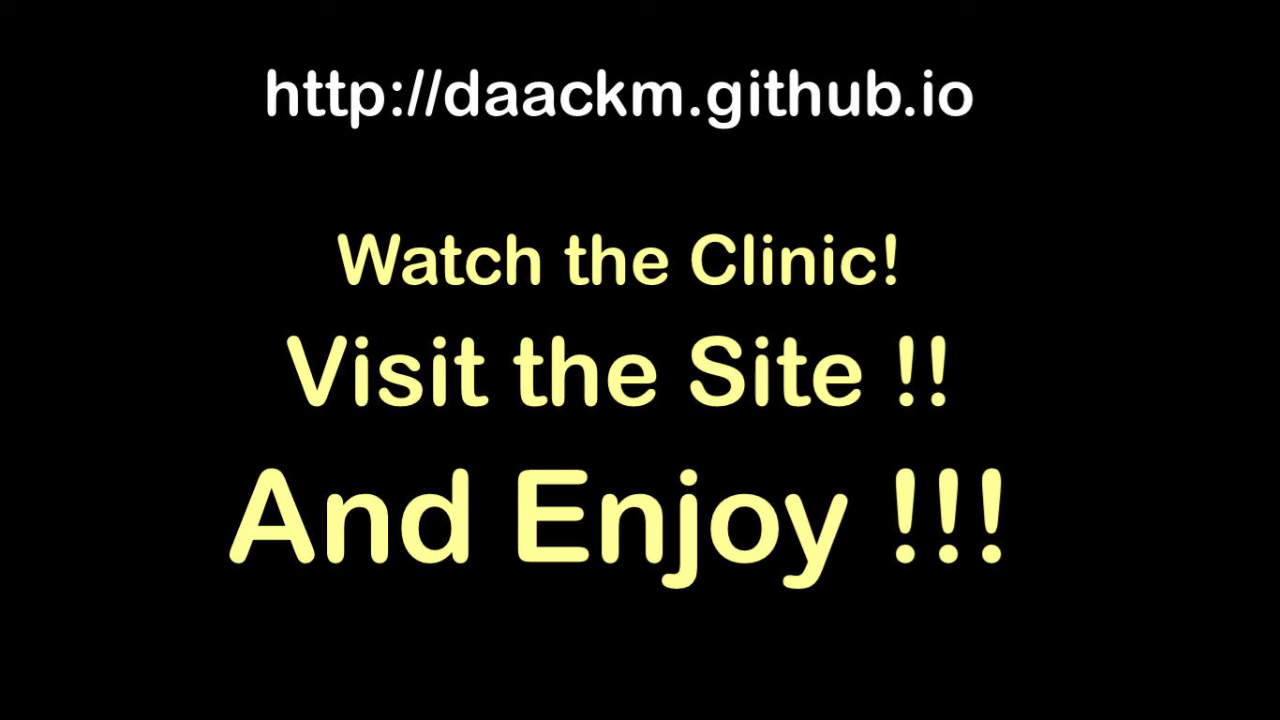 http://daackm.github.io
Watch the Clinic!
Visit the Site !!
And Enjoy !!!